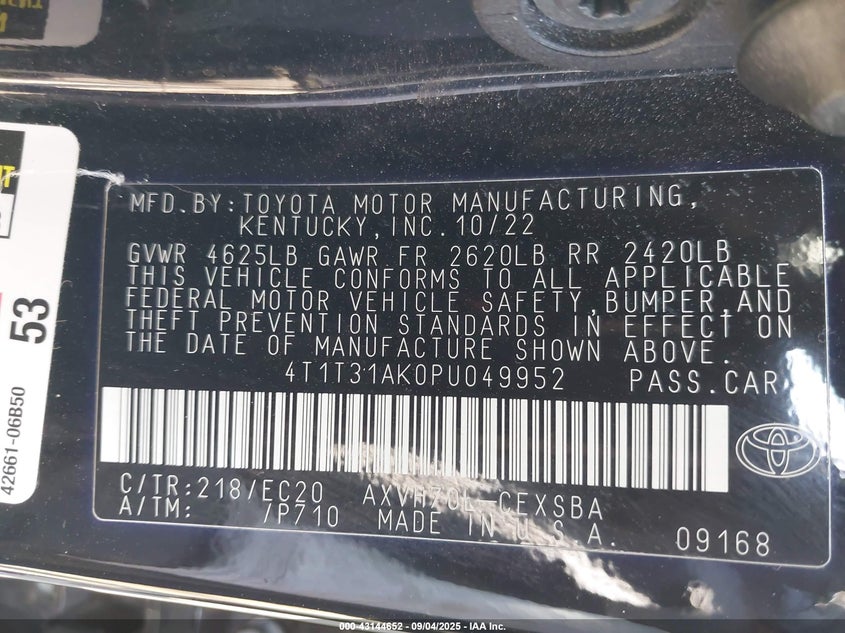 MFD.BY:TOYOTA MOTOR MANUFACTURING,
KENTUCKY,INC.10/22
GVWR 4625LB GAWR FR 2620LB RR 2420LB
THIS VEHICLE CONFORMS TO ALL APPLICABLE
FEDERAL MOTOR VEHICLE SAFETY,BUMPER,AND
THEFT PREVENTION STANDARDS IN EFFECT ON
THE DATE OF MANUFACTURE SHOWN ABOVE.
4T1T31AK0PU049952 PASS.CAR
C/TR:218/EC20 AXVH70L-CEXSBA
A/TM: /P710 MADE IN U.S.A.
09168
53
42661-06B50
000-43144652 - 09/04/2025 - IAA Inc.